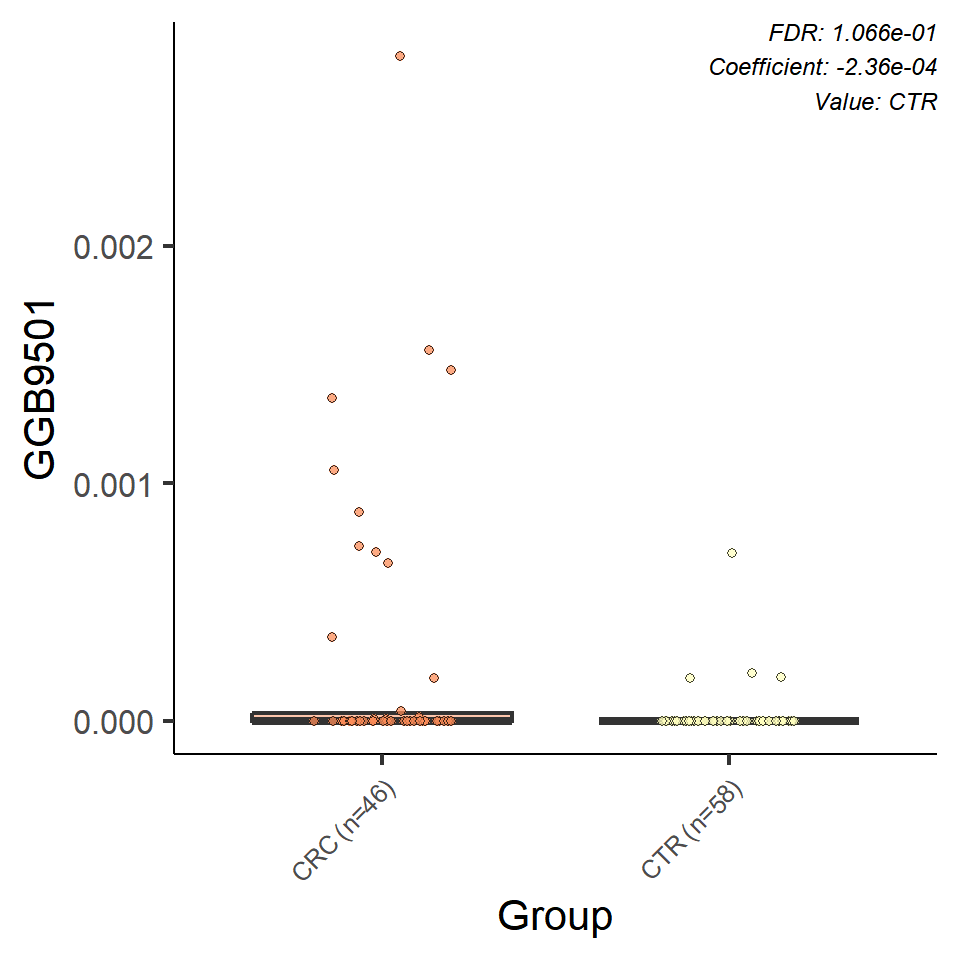 FDR: 1.066e-01
Coefficient: -2.36e-04
Value: CTR
GGB9501
0.002
0.001
0.000
CRC (n=46)
CTR (n=58)
Group